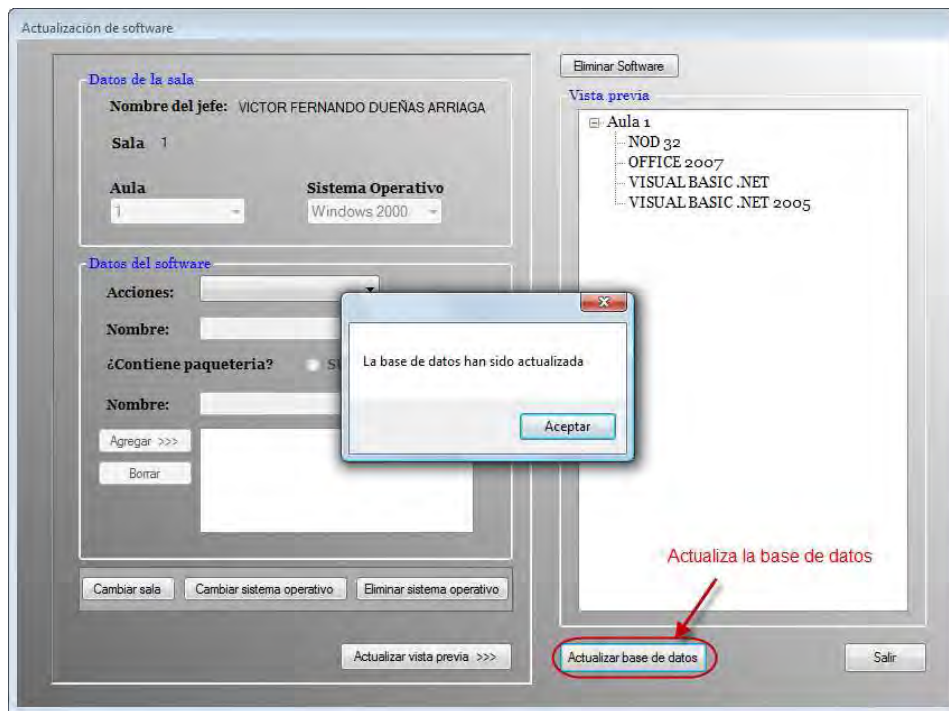 Actualización de software
Datos de la sala
Nombre del jefe: VICTOR FERNANDO DUEÑAS ARRIAGA
Sala 1
Aula
Sistema Operativo
1
Windows 2000
Datos del software
Acciones:
Nombre:
¿Contiene paqueteria?
Nombre:
Agregar >>>
Borrar
Cambiar sala
Cambiar sistema operativo
Eliminar sistema operativo
Actualizar vista previa >>>
La base de datos han sido actualizada
Aceptar
Eliminar Software
Vista previa
Aula 1
NOD 32
OFFICE 2007
VISUAL BASIC .NET
VISUAL BASIC .NET 2005
Actualiza la base de datos
Actualizar base de datos
Salir